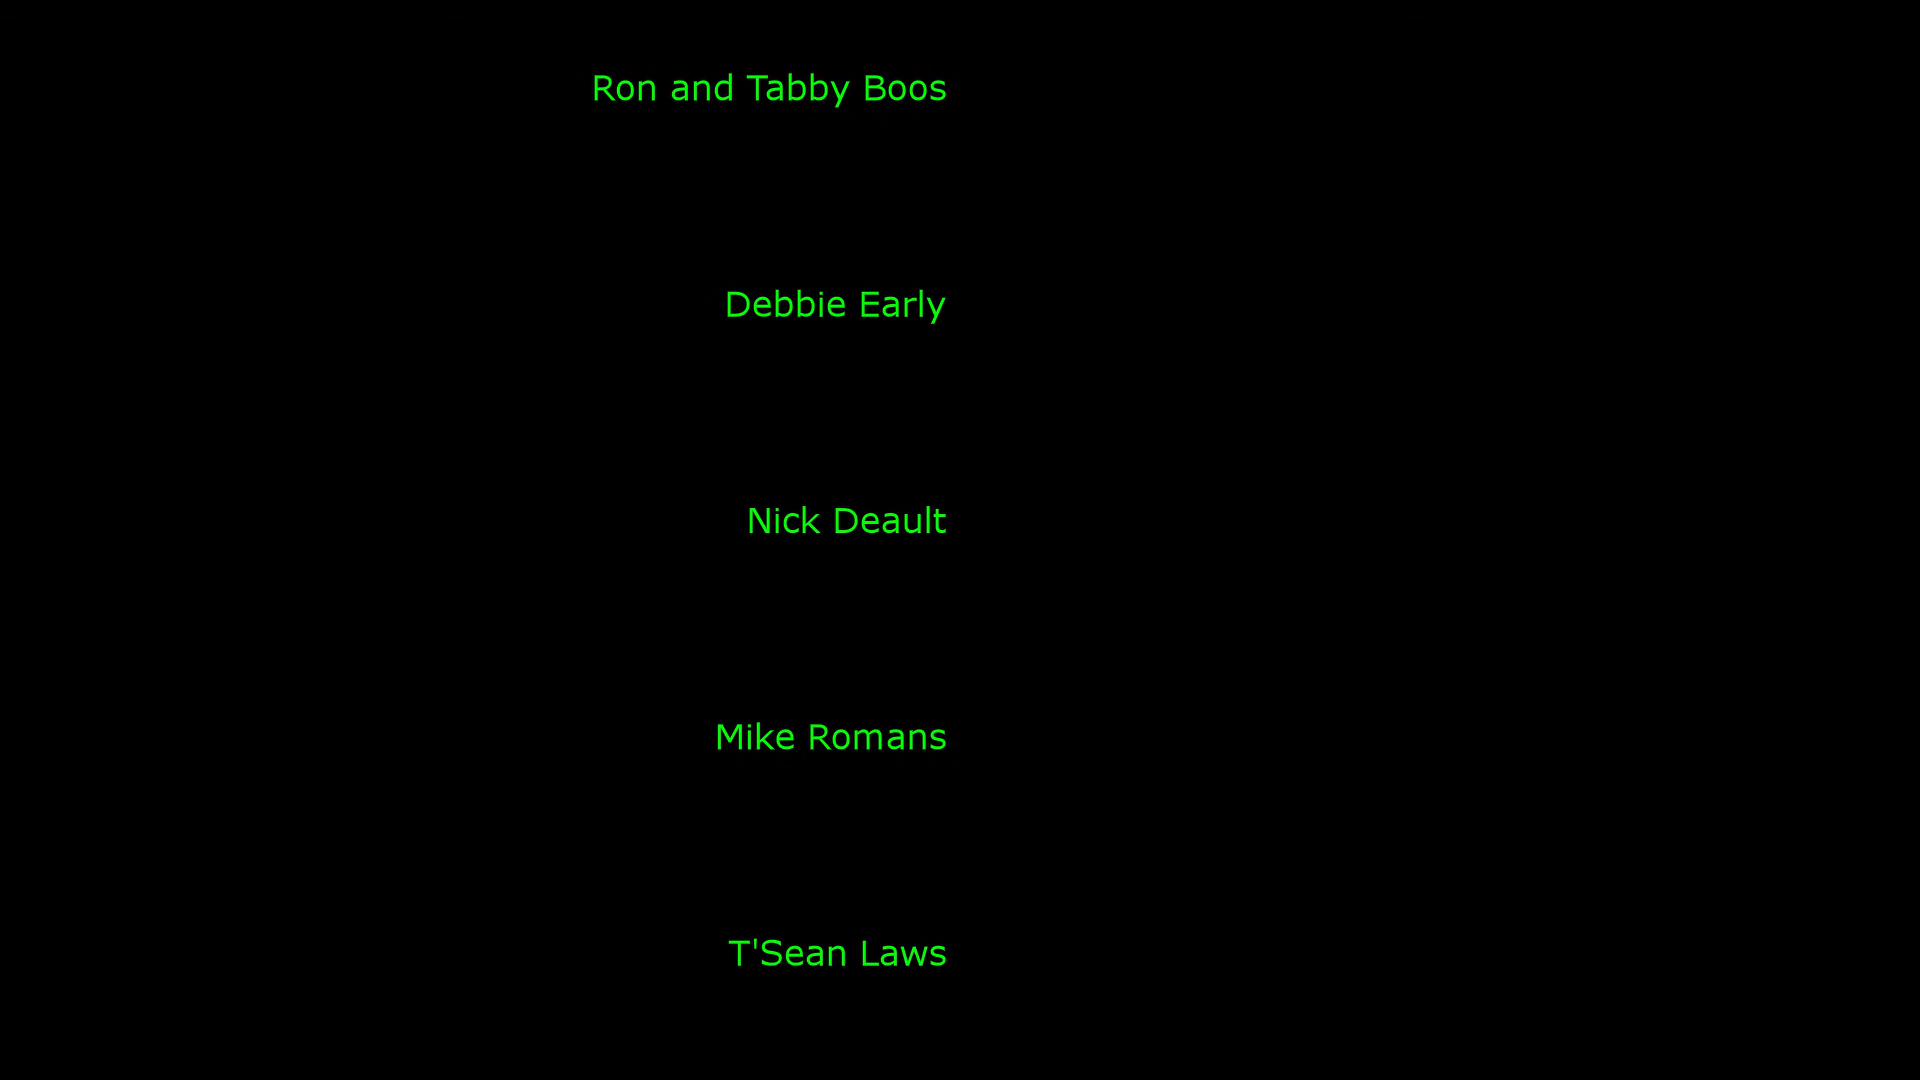 Ron and Tabby Boos
Debbie Early
Nick Deault
Mike Romans
T'Sean Laws